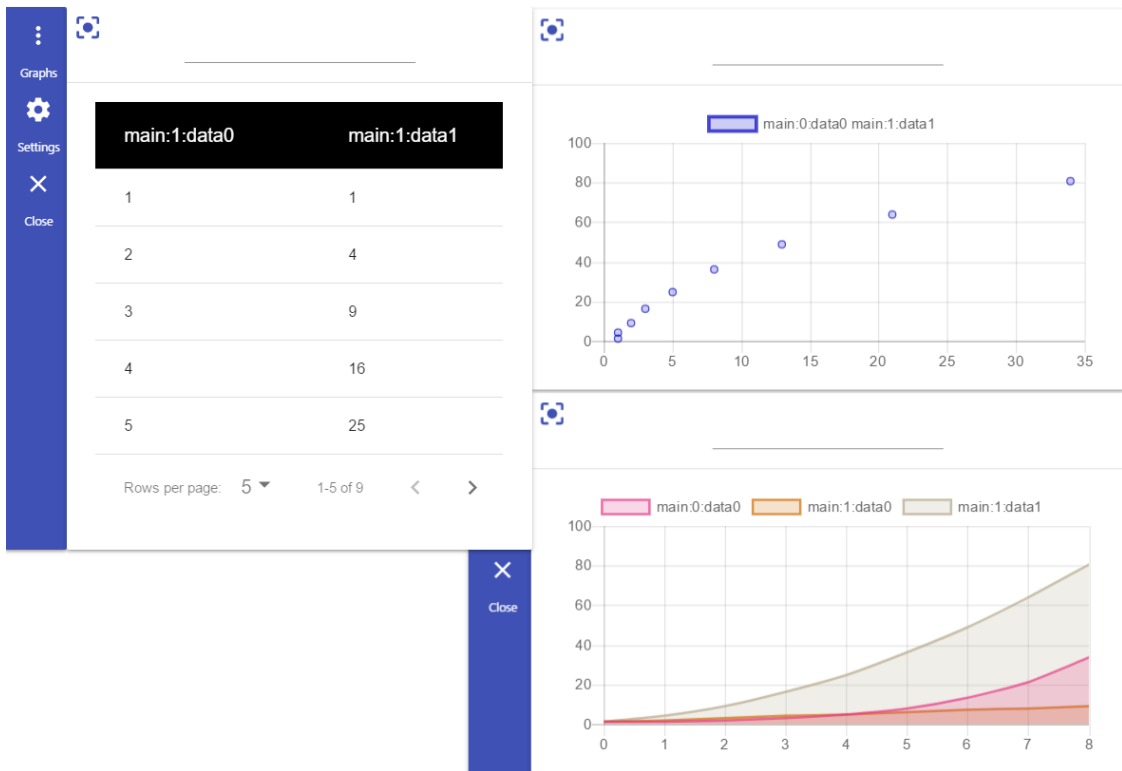 Graphs
Settings
Close
main:1:data0 main:1:data1
1 1
2 4
3 9
4 16
5 25
Rows per page: 5 1-5 of 9
main:0:data0 main:1:data1
100
80
60
40
20
0
0 5 10 15 20 25 30 35
Close
main:0:data0 main:1:data0 main:1:data1
100
80
60
40
20
0
0 1 2 3 4 5 6 7 8